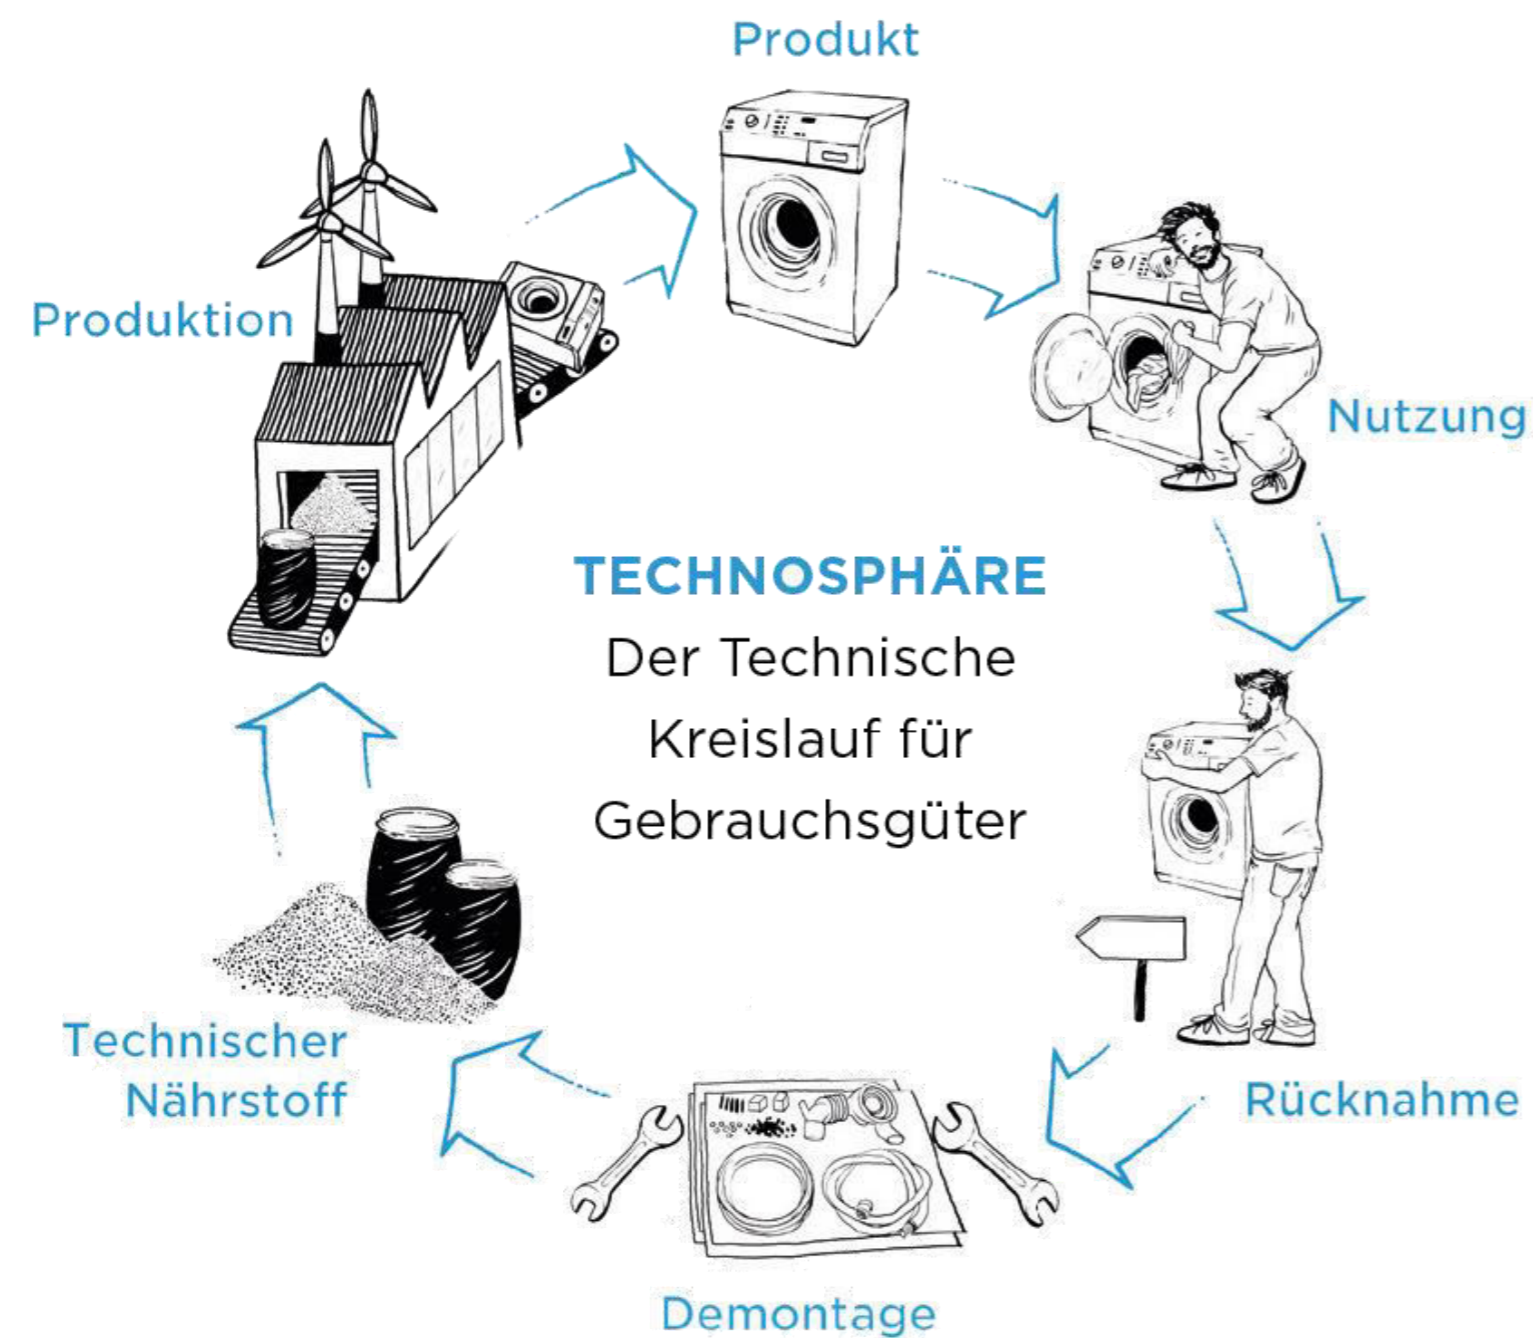 Produkt
Produktion
Nutzung
TECHNOSPHÄRE
Der Technische
Kreislauf für
Gebrauchsgüter
Technischer
Nährstoff
Rücknahme
Demontage